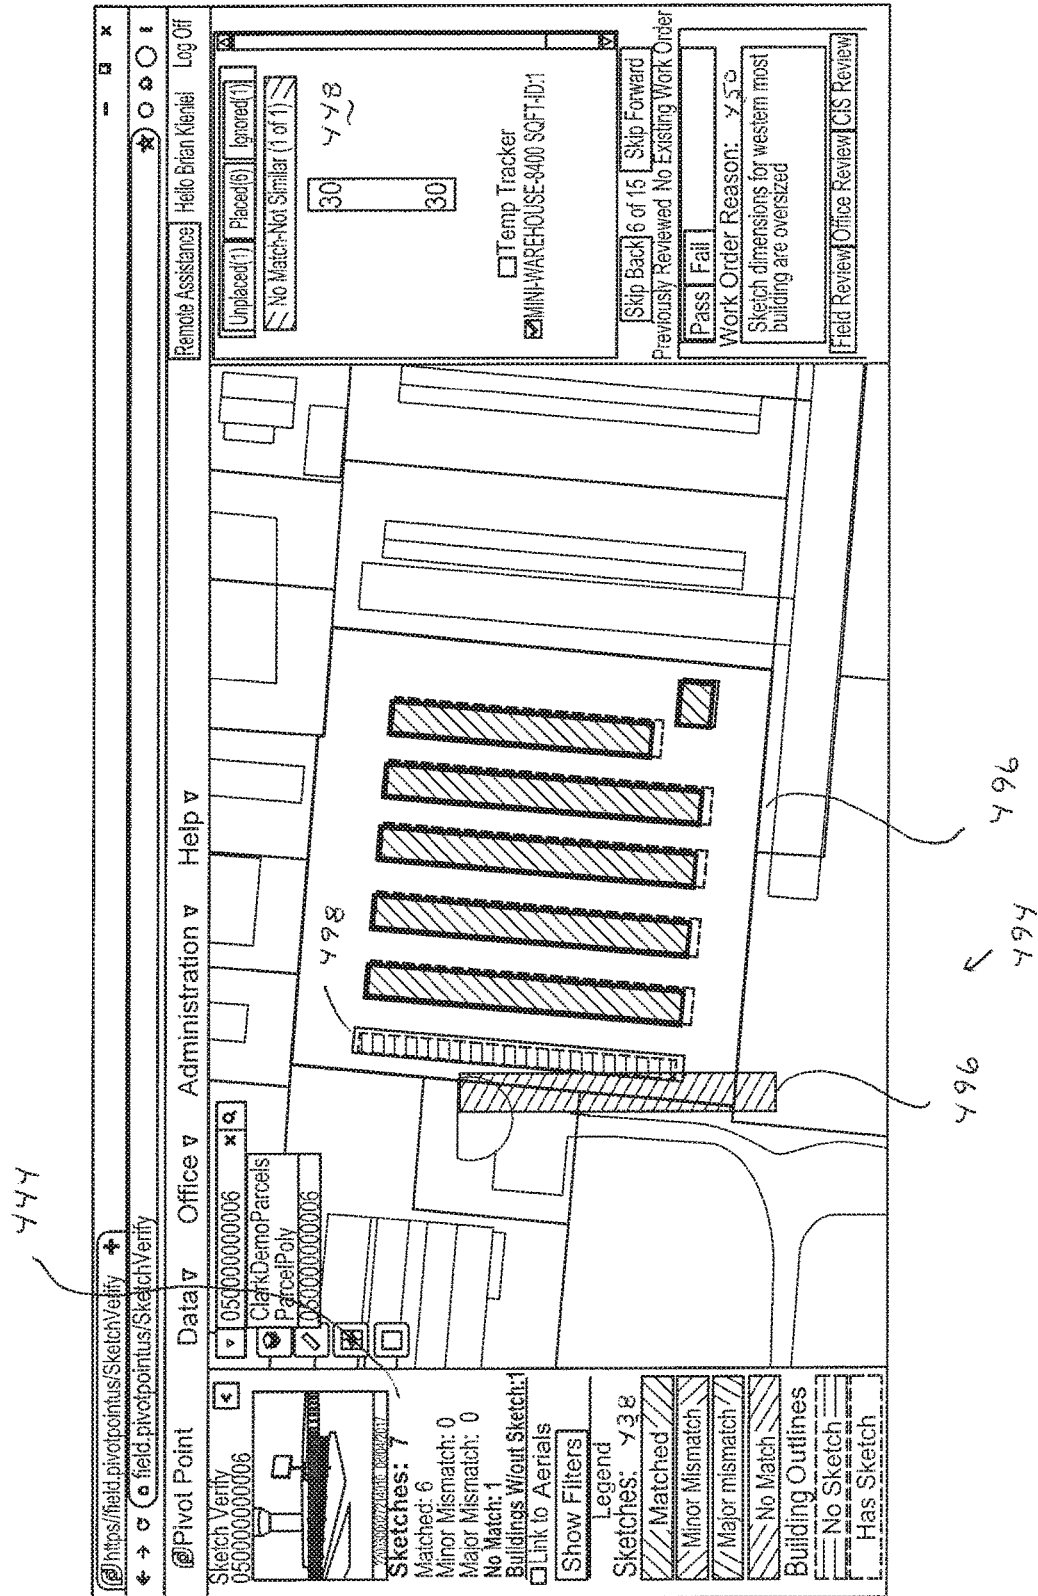 @https//field.pivotpointus/SketchVerify
field.pivotpointus/SketchVerify
@Pivot Point
Data
Office
Administration
Help
Remote Assistance
Hello Brian Kieniel
Log Off
Sketch Verify
05000000006
Sketches: 7
Matched: 6
Minor Mismatch: 0
Major Mismatch: 0
No Match: 1
Buildings W/out Sketch:1
Link to Aerials
Show Filters
Legend
Sketches: 438
Matched
Minor Mismatch
Major mismatch
No Match
Building Outlines
No Sketch
Has Sketch
05000000006
ClarkDemoParcels
ParcelPoly
05000000006
444
498
496
496
494
Unplaced(1) Placed(6) Ignored(1)
No Match-Not Similar (1 of 1)
448
30
30
Temp Tracker
MINI-WAREHOUSE-8400 SQFT-ID:1
Skip Back 6 of 15 Skip Forward
Previously Reviewed No Existing Work Order
Pass Fail
Work Order Reason: 450
Sketch dimensions for western most
building are oversized
Field Review Office Review CIS Review